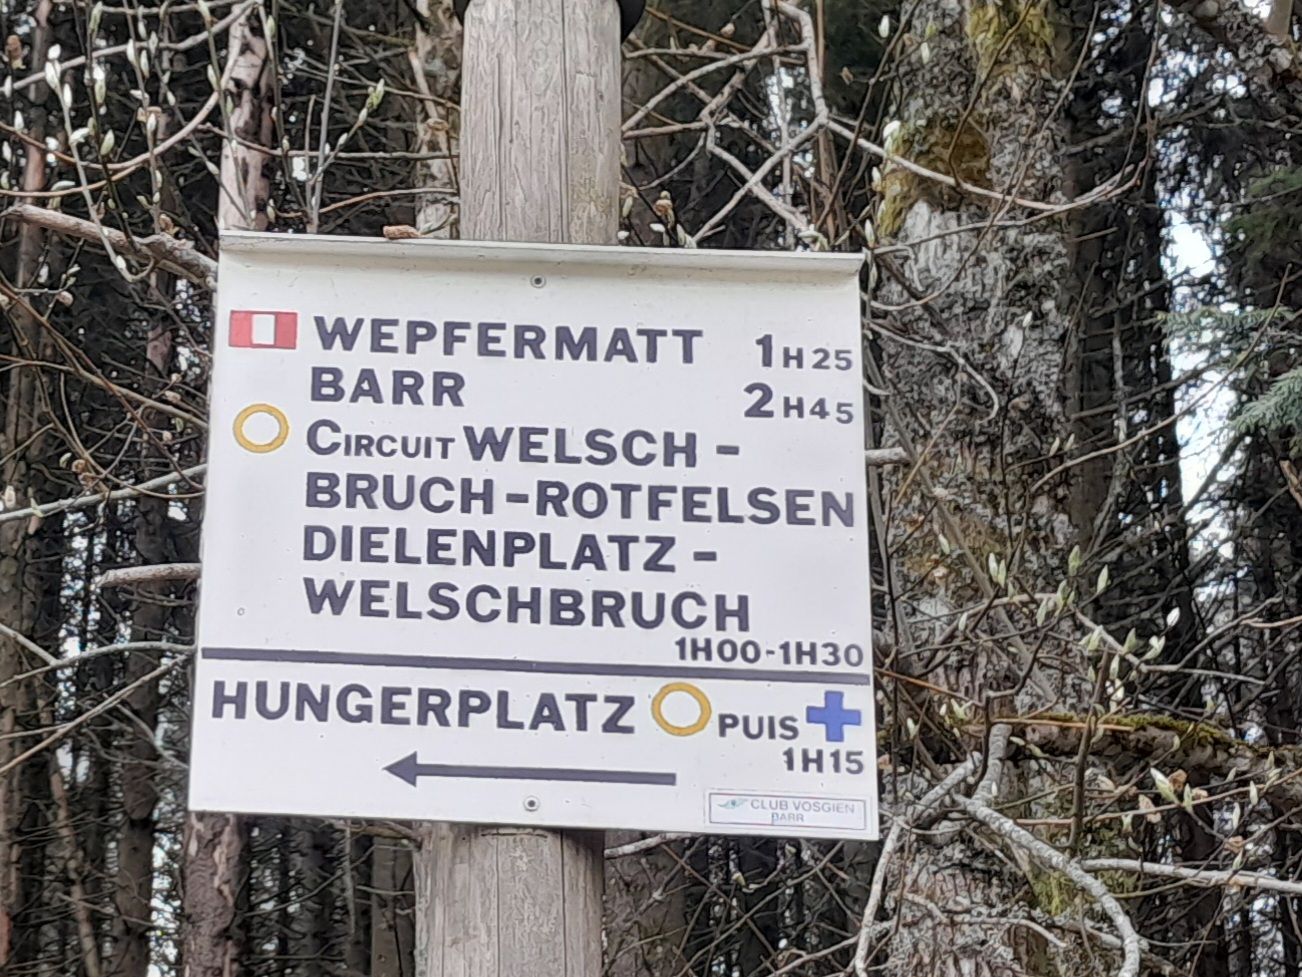 WEPFERMATT 1H25
BARR 2H45
CIRCUIT WELSCH -
BRUCH - ROTFELSEN
DIELENPLATZ -
WELSCHBRUCH
1H00 - 1H30
HUNGERPLATZ PUIS
1H15
CLUB VOSGIEN
BARR